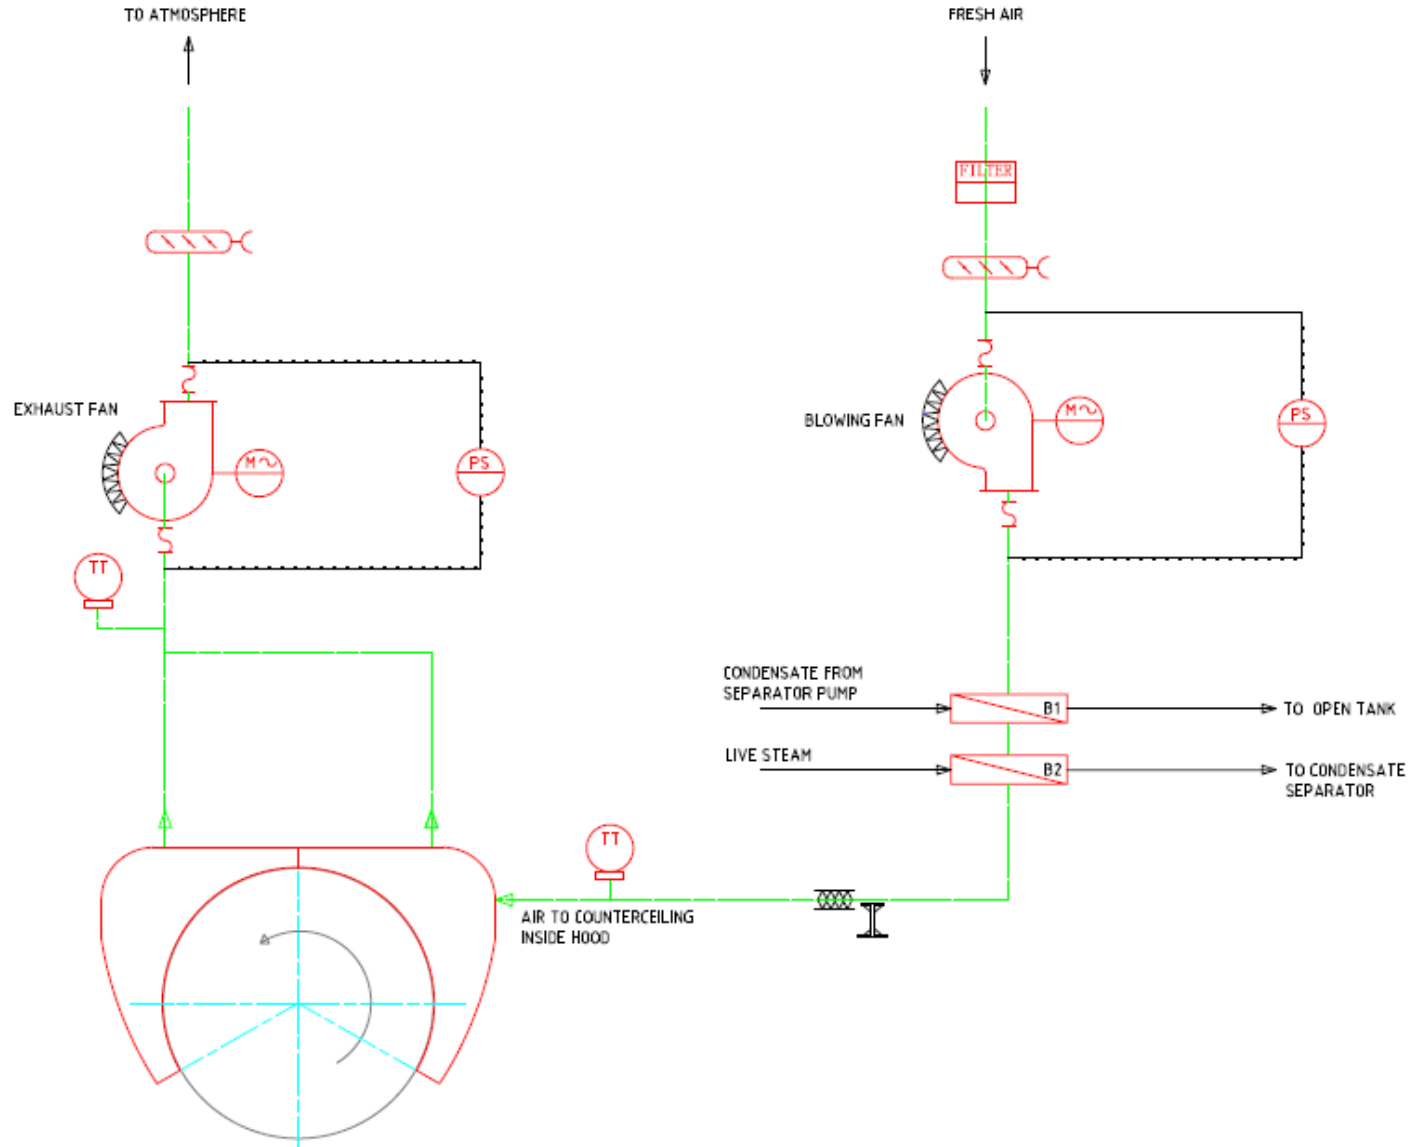 TO ATMOSPHERE
FRESH AIR
FILTER
EXHAUST FAN
M
PS
BLOWING FAN
M
PS
TT
CONDENSATE FROM
SEPARATOR PUMP
B1
TO OPEN TANK
LIVE STEAM
B2
TO CONDENSATE
SEPARATOR
TT
AIR TO COUNTERCEILING
INSIDE HOOD